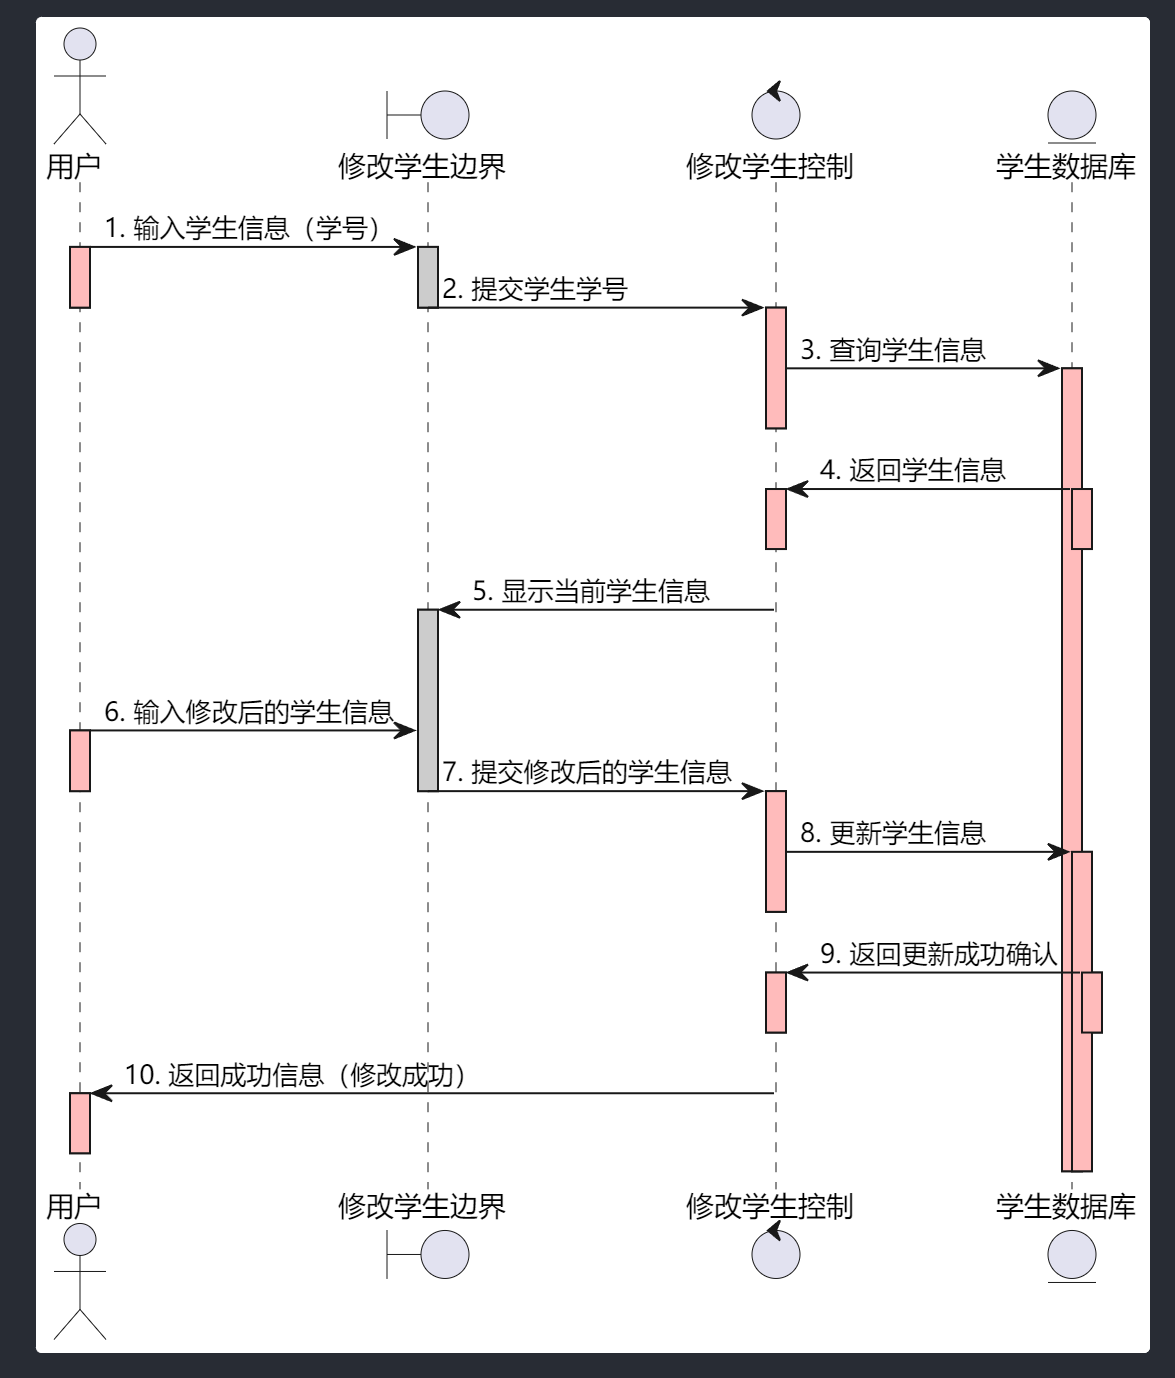 用户
修改学生边界
修改学生控制
学生数据库
1. 输入学生信息（学号）
2. 提交学生学号
3. 查询学生信息
4. 返回学生信息
5. 显示当前学生信息
6. 输入修改后的学生信息
7. 提交修改后的学生信息
8. 更新学生信息
9. 返回更新成功确认
10. 返回成功信息（修改成功）
用户
修改学生边界
修改学生控制
学生数据库